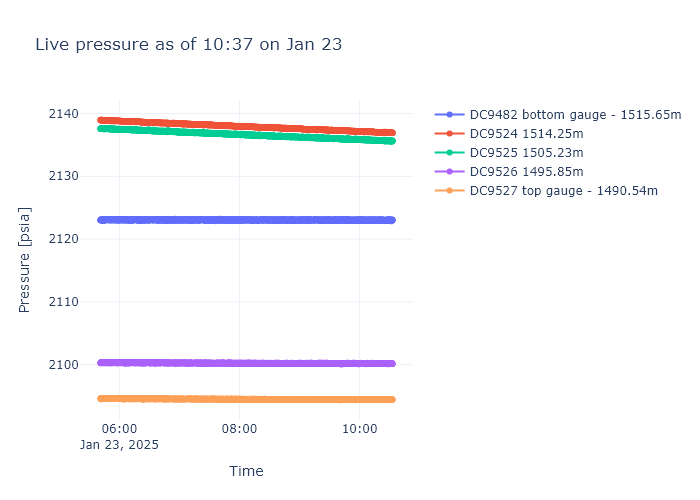 Live pressure as of 10:37 on Jan 23
2140
2130
2120
2110
2100
Pressure [psia]
06:00
Jan 23, 2025
08:00
10:00
Time
DC9482 bottom gauge - 1515.65m
DC9524 1514.25m
DC9525 1505.23m
DC9526 1495.85m
DC9527 top gauge - 1490.54m